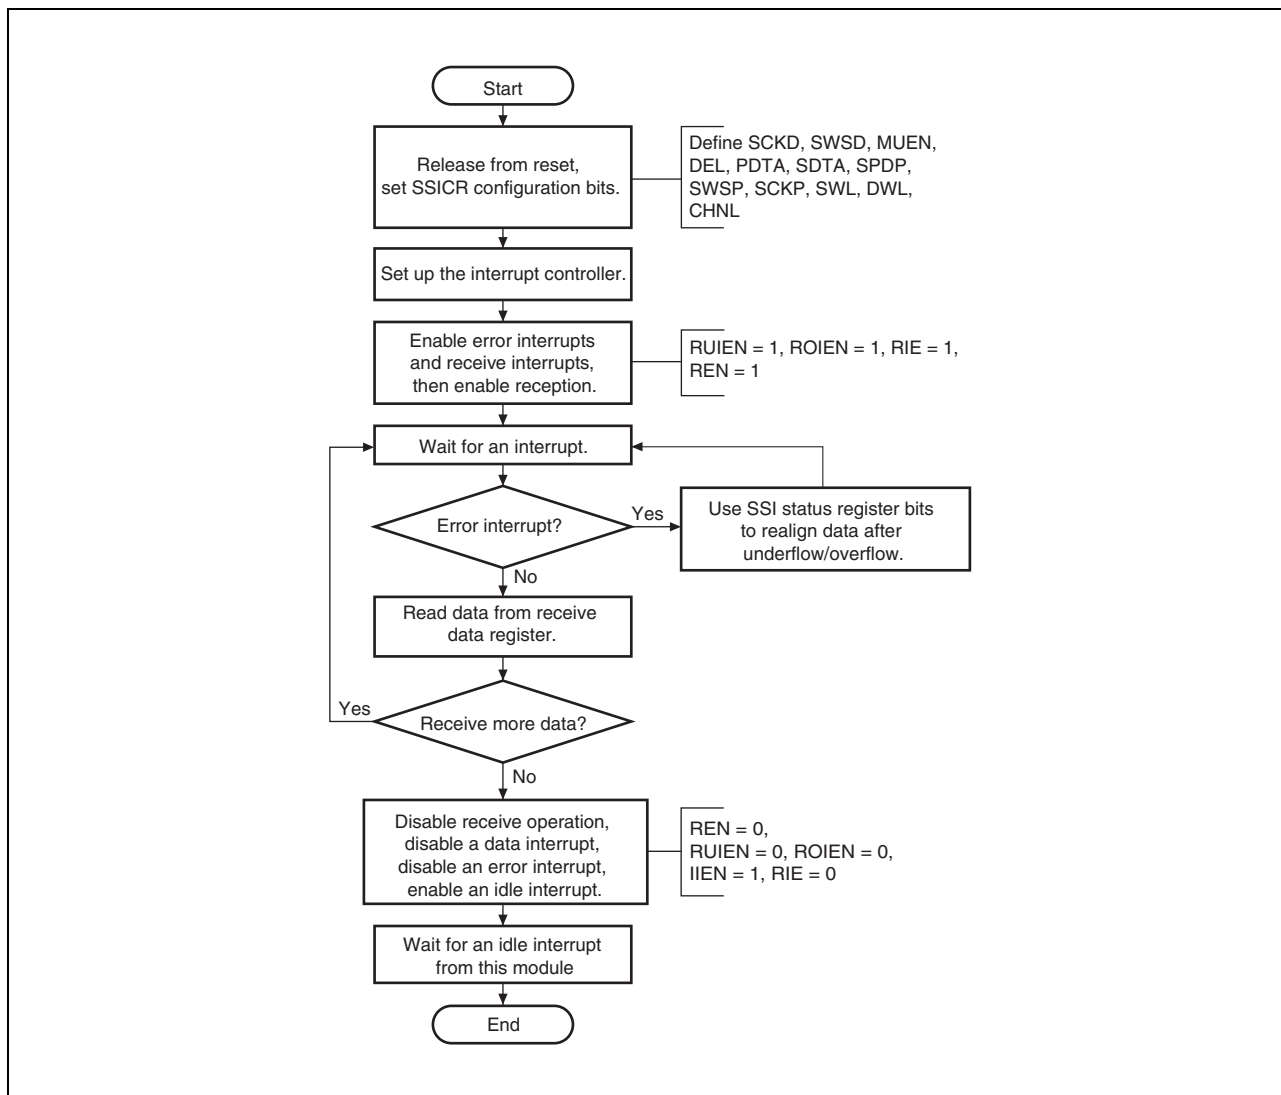 Start
Release from reset,
set SSICR configuration bits.
Define SCKD, SWSD, MUEN,
DEL, PDTA, SDTA, SPDP,
SWSP, SCKP, SWL, DWL,
CHNL
Set up the interrupt controller.
Enable error interrupts
and receive interrupts,
then enable reception.
RUIEN = 1, ROIEN = 1, RIE = 1,
REN = 1
Wait for an interrupt.
Error interrupt?
Yes
Use SSI status register bits
to realign data after
underflow/overflow.
No
Read data from receive
data register.
Yes
Receive more data?
No
Disable receive operation,
disable a data interrupt,
disable an error interrupt,
enable an idle interrupt.
REN = 0,
RUIEN = 0, ROIEN = 0,
IIEN = 1, RIE = 0
Wait for an idle interrupt
from this module
End